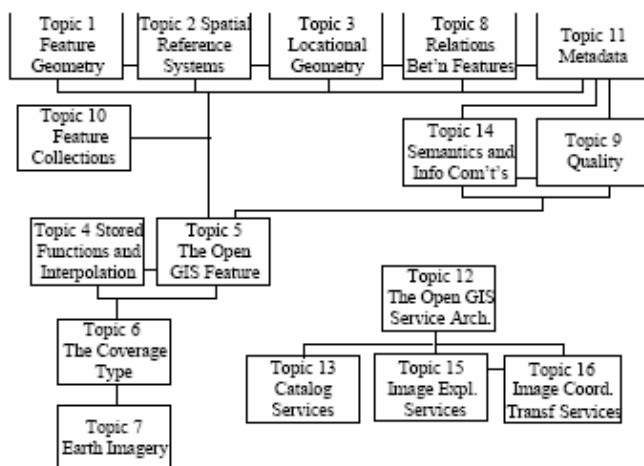 Topic 1
Feature
Geometry
Topic 2 Spatial
Reference
Systems
Topic 3
Locational
Geometry
Topic 8
Relations
Bet'n Features
Topic 11
Metadata
Topic 10
Feature
Collections
Topic 14
Semantics and
Info Com't's
Topic 9
Quality
Topic 4 Stored
Functions and
Interpolation
Topic 5
The Open
GIS Feature
Topic 12
The Open GIS
Service Arch.
Topic 6
The Coverage
Type
Topic 13
Catalog
Services
Topic 15
Image Expl.
Services
Topic 16
Image Coord.
Transf Services
Topic 7
Earth Imagery